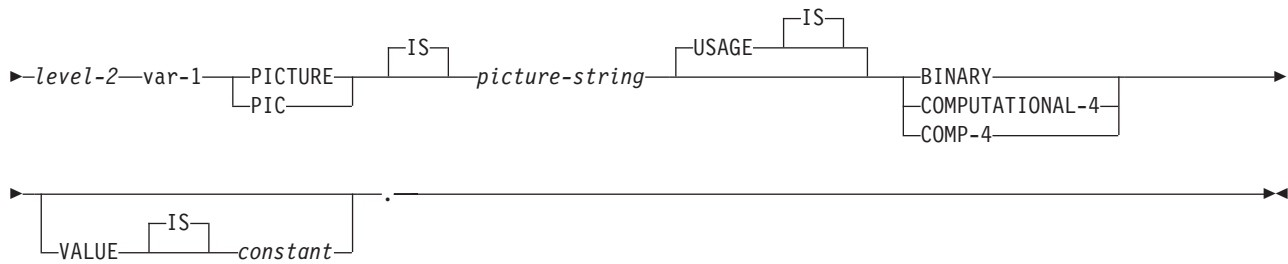 IS IS
USAGE
level-2 var-1 PICTURE picture-string BINARY
PIC COMPUTATIONAL-4
COMP-4
.
IS
VALUE constant